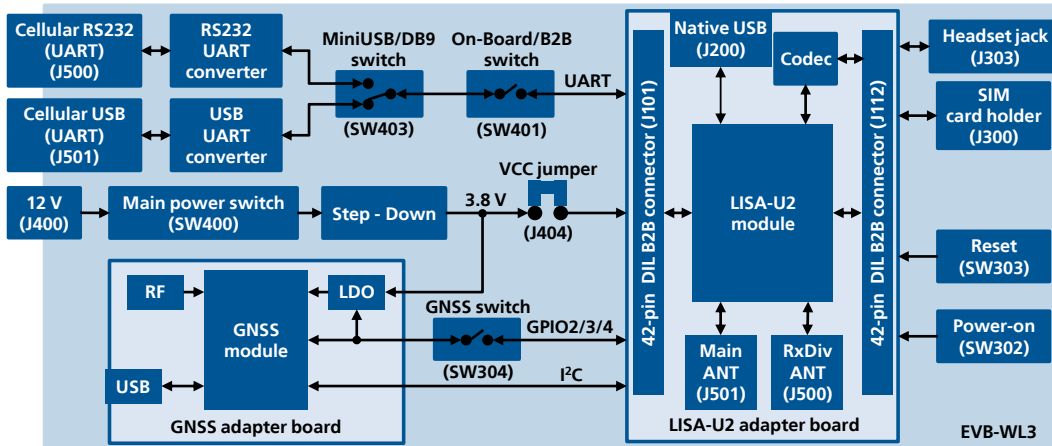 Cellular RS232
(UART)
(J500)
RS232
UART
converter
MiniUSB/DB9
switch
(SW403)
On-Board/B2B
switch
(SW401)
UART
Cellular USB
(UART)
(J501)
USB
UART
converter
12 V
(J400)
Main power switch
(SW400)
Step - Down
3.8 V
VCC jumper
(J404)
RF
GNSS
module
LDO
USB
GNSS adapter board
GNSS switch
(SW304)
GPIO2/3/4
I²C
42-pin DIL B2B connector (J101)
Native USB
(J200)
Codec
LISA-U2
module
Main
ANT
(J501)
RxDiv
ANT
(J500)
LISA-U2 adapter board
42-pin DIL B2B connector (J112)
Headset jack
(J303)
SIM
card holder
(J300)
Reset
(SW303)
Power-on
(SW302)
EVB-WL3